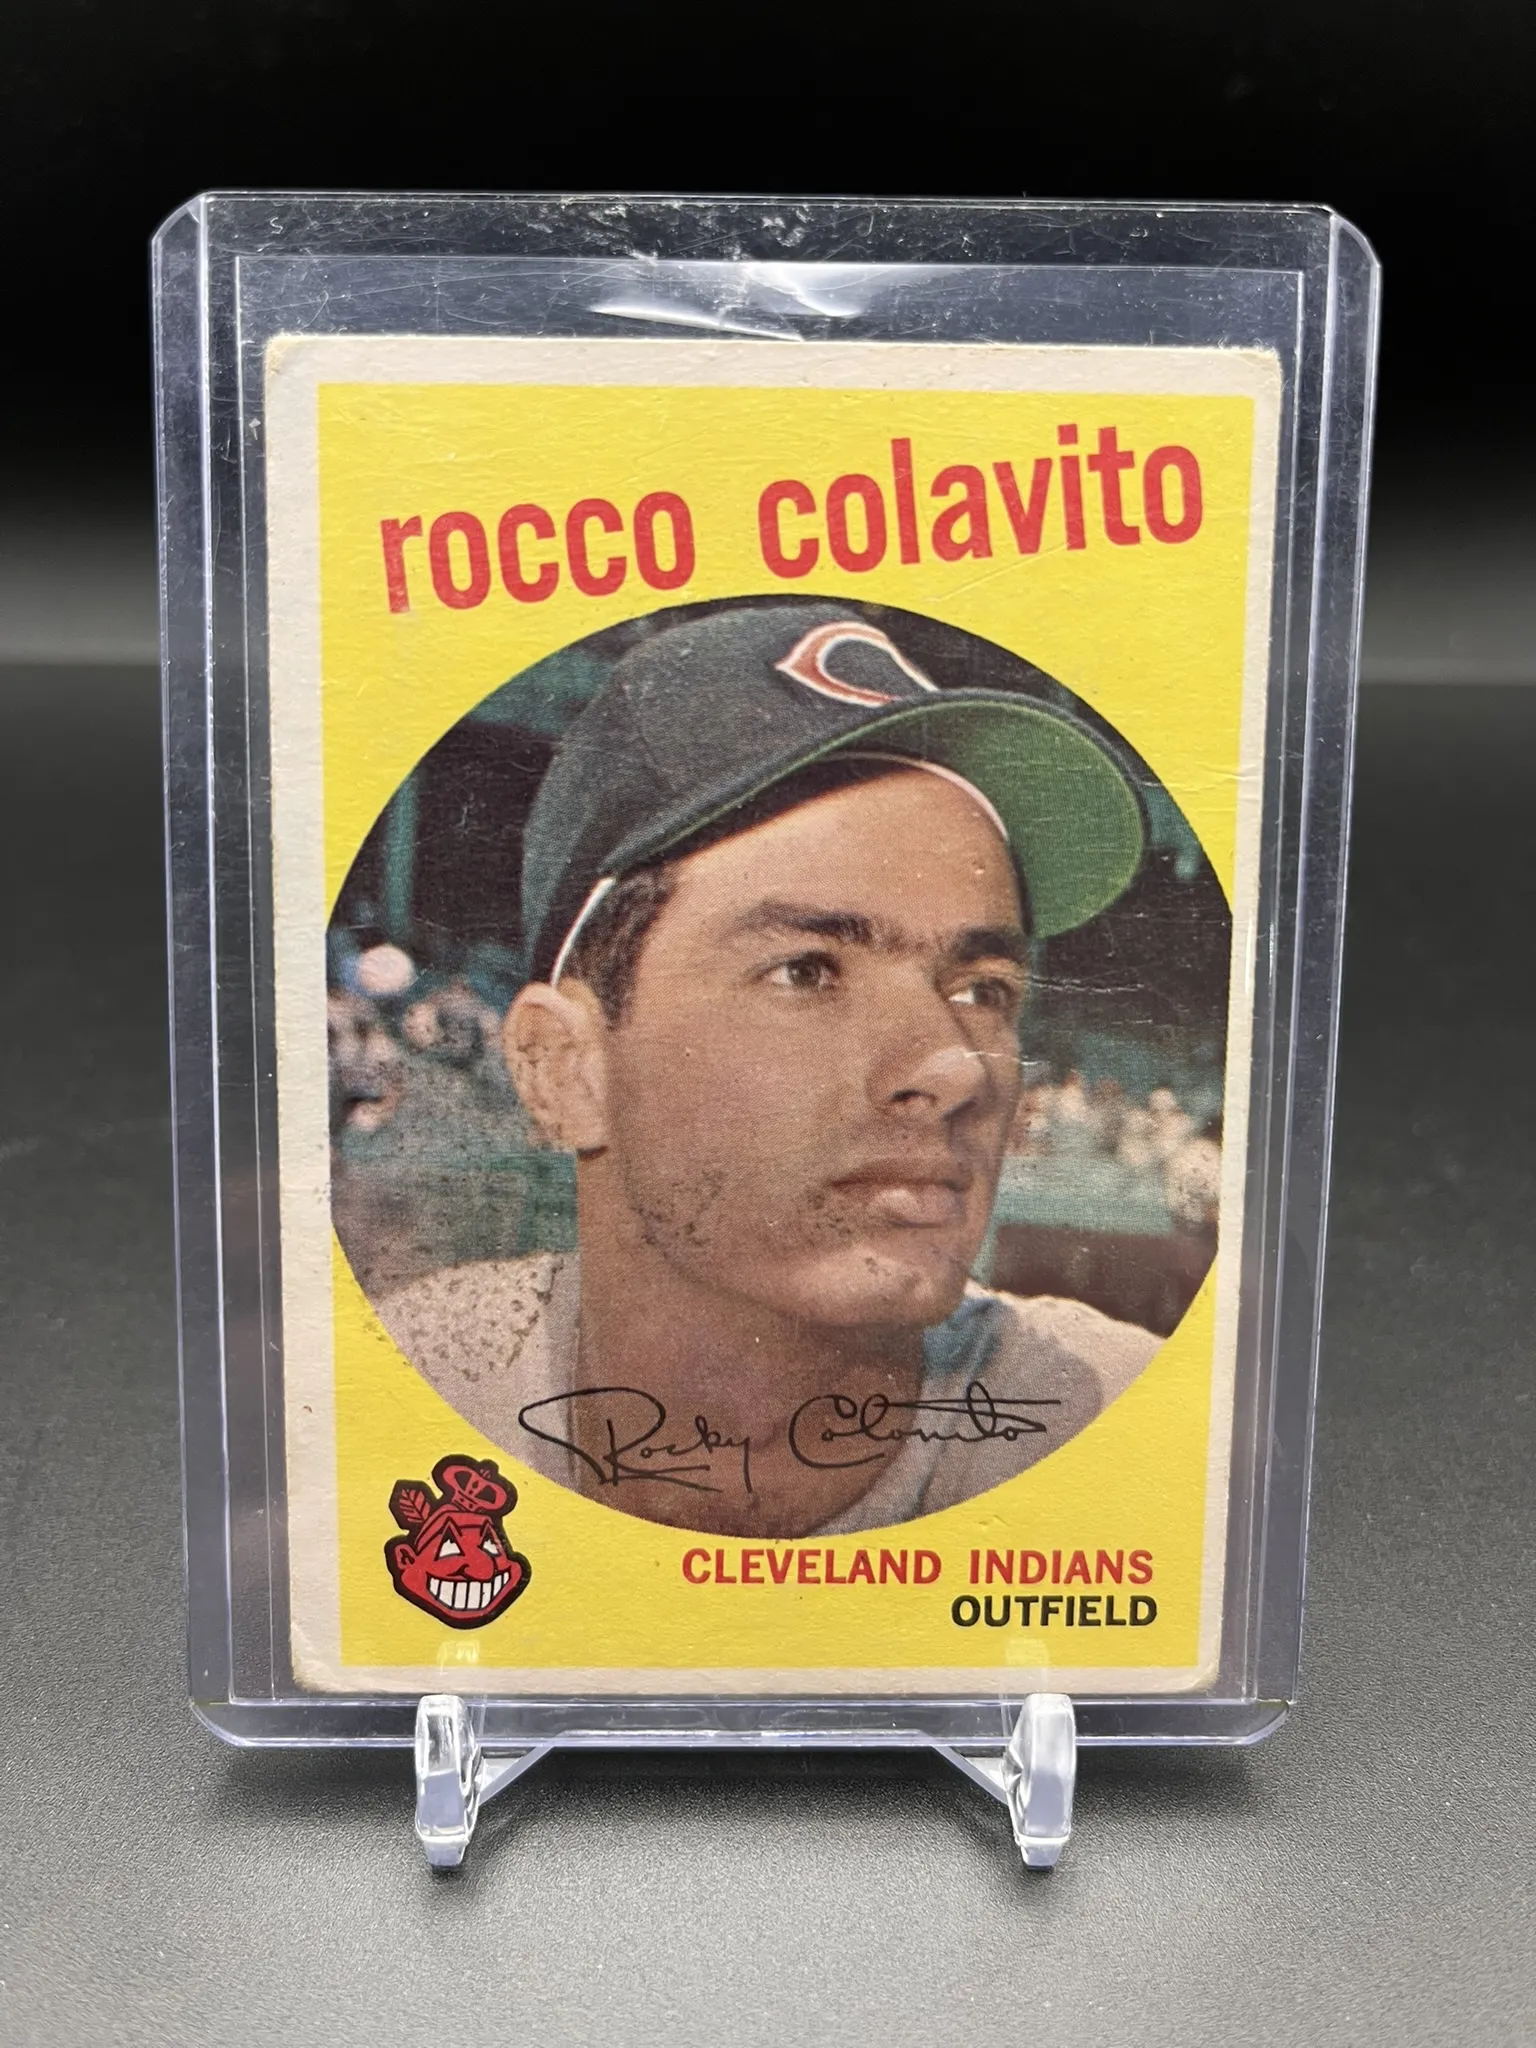 rocco colavito
Rocky Colavito
CLEVELAND INDIANS
OUTFIELD